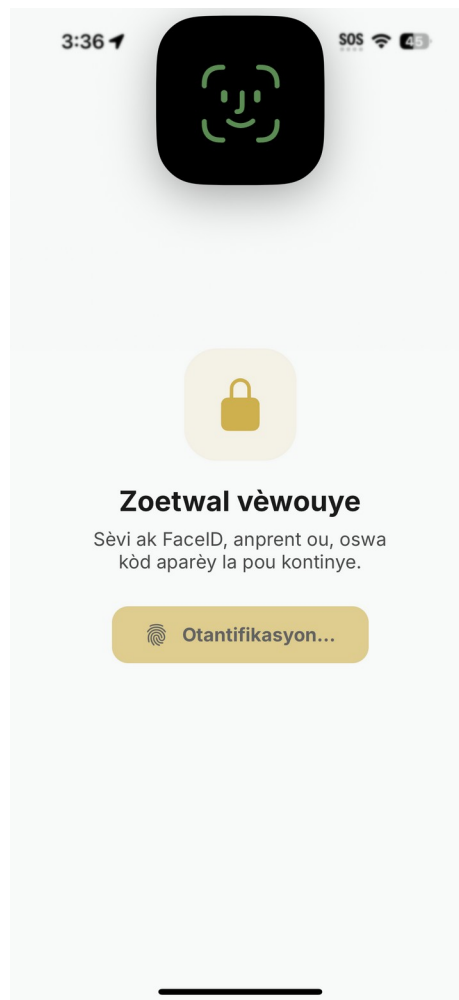 3:36
SOS
45
Zoetwal vèwouye
Sèvi ak FaceID, anprent ou, oswa
kòd aparèy la pou kontinye.
Otantifikasyon...